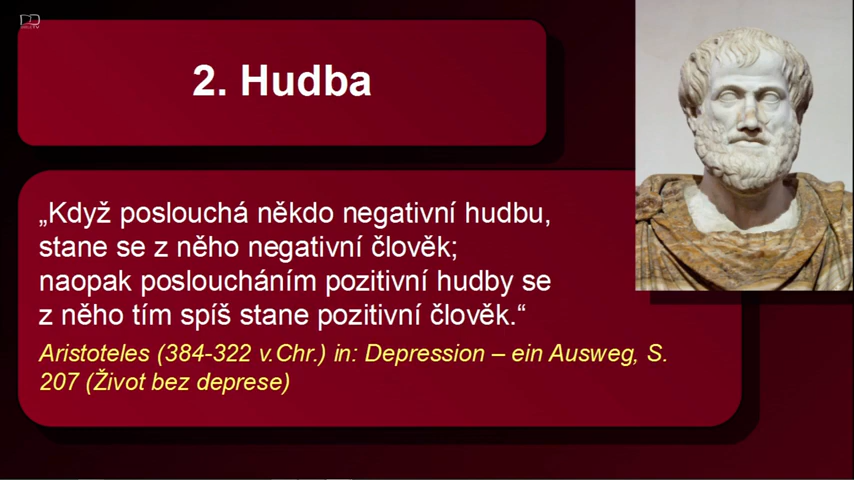 2. Hudba
„Když poslouchá někdo negativní hudbu,
stane se z něho negativní člověk;
naopak posloucháním pozitivní hudby se
z něho tím spíš stane pozitivní člověk.“
Aristoteles (384-322 v.Chr.) in: Depression – ein Ausweg, S.
207 (Život bez deprese)